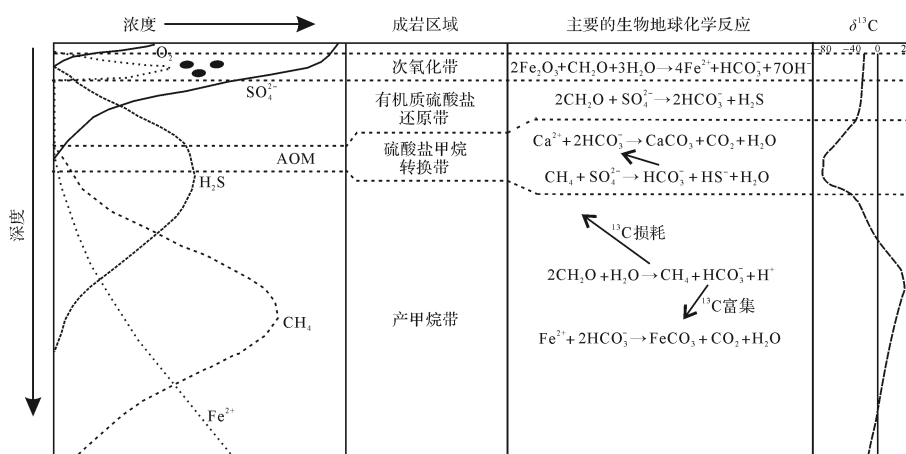 浓度
成岩区域
主要的生物地球化学反应
δ¹³C
-80 -40 0 2
O₂
次氧化带
2Fe₂O₃+CH₂O+3H₂O→4Fe²⁺+HCO₃⁻+7OH⁻
SO₄²⁻
有机质硫酸盐
还原带
2CH₂O + SO₄²⁻→2HCO₃⁻+ H₂S
AOM
硫酸盐甲烷
转换带
Ca²⁺+ 2HCO₃⁻→ CaCO₃+ CO₂+ H₂O
CH₄ + SO₄²⁻→ HCO₃⁻+ HS⁻+ H₂O
H₂S
深度
¹³C损耗
2CH₂O + H₂O→CH₄ + HCO₃⁻+ H⁺
¹³C富集
CH₄
产甲烷带
Fe²⁺+ 2HCO₃⁻→FeCO₃ + CO₂ + H₂O
Fe²⁺